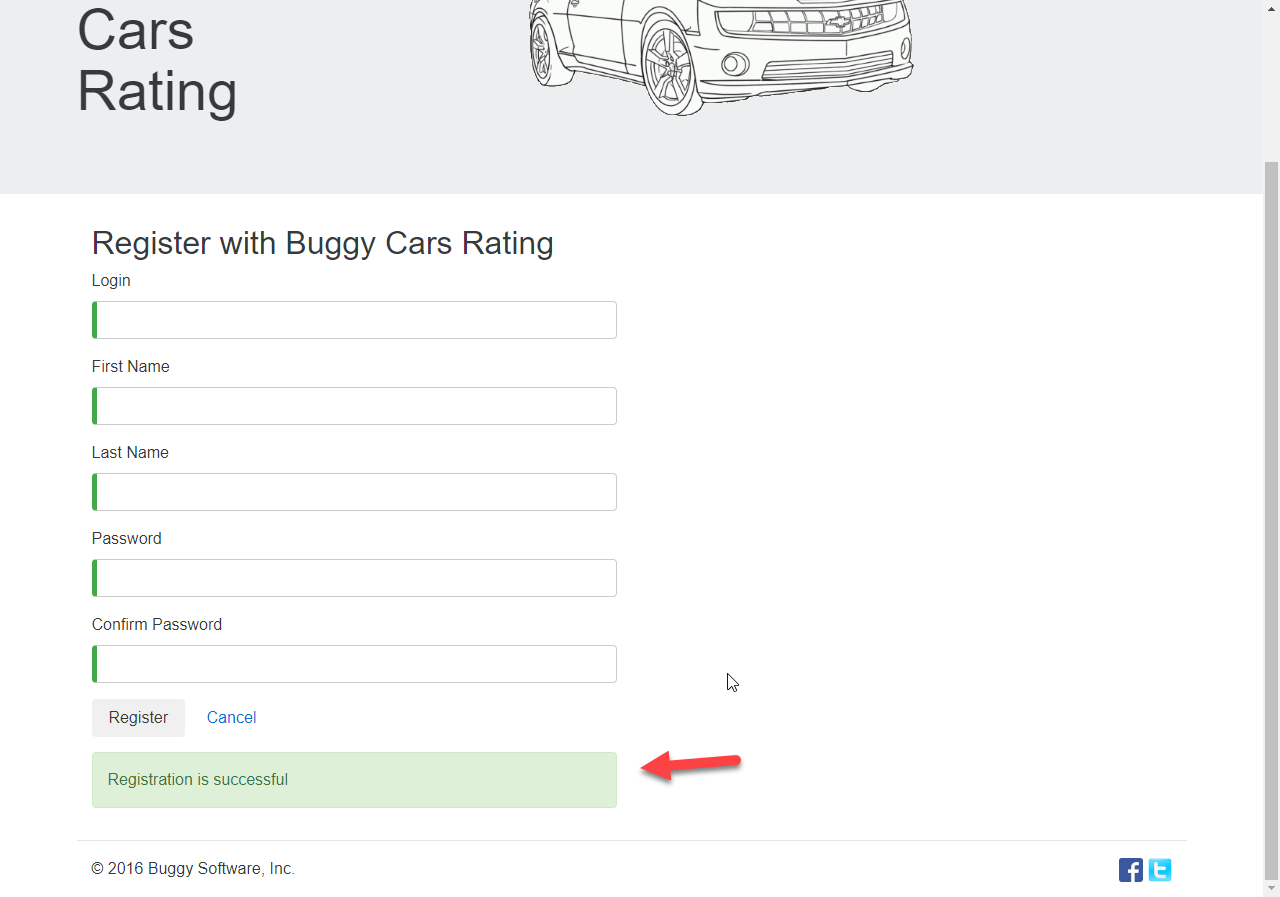 Cars
Rating
Register with Buggy Cars Rating
Login
First Name
Last Name
Password
Confirm Password
Register Cancel
Registration is successful
© 2016 Buggy Software, Inc.